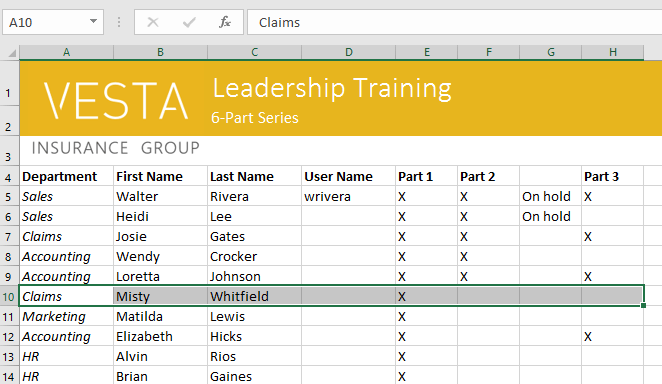 A10 fx Claims
A B C D E F G H
1 VESTA Leadership Training
2 6-Part Series
3 INSURANCE GROUP
4 Department First Name Last Name User Name Part 1 Part 2 Part 3
5 Sales Walter Rivera wrivera X X On hold X
6 Sales Heidi Lee X X On hold
7 Claims Josie Gates X X X
8 Accounting Wendy Crocker X X
9 Accounting Loretta Johnson X X X
10 Claims Misty Whitfield X
11 Marketing Matilda Lewis X
12 Accounting Elizabeth Hicks X X
13 HR Alvin Rios X
14 HR Brian Gaines X